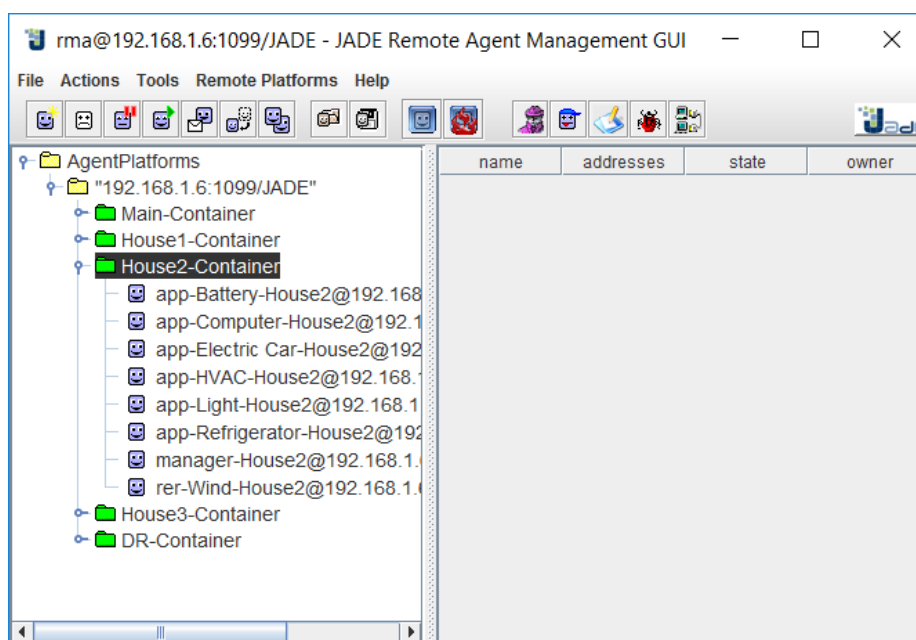 rma@192.168.1.6:1099/JADE - JADE Remote Agent Management GUI
File Actions Tools Remote Platforms Help
name addresses state owner
AgentPlatforms
"192.168.1.6:1099/JADE"
Main-Container
House1-Container
House2-Container
app-Battery-House2@192.168
app-Computer-House2@192.1
app-Electric Car-House2@192
app-HVAC-House2@192.168.
app-Light-House2@192.168.1
app-Refrigerator-House2@192
manager-House2@192.168.1.
rer-Wind-House2@192.168.1.6
House3-Container
DR-Container